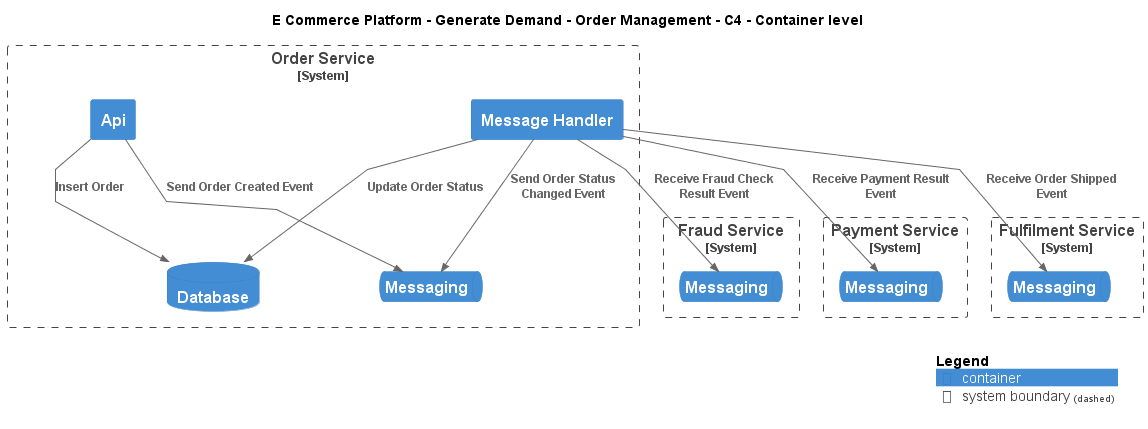 E Commerce Platform - Generate Demand - Order Management - C4 - Container level
Order Service
[System]
Api
Message Handler
Insert Order
Send Order Created Event
Update Order Status
Send Order Status
Changed Event
Receive Fraud Check
Result Event
Receive Payment Result
Event
Receive Order Shipped
Event
Fraud Service
[System]
Payment Service
[System]
Fulfilment Service
[System]
Database
Messaging
Messaging
Messaging
Messaging
Legend
container
system boundary (dashed)